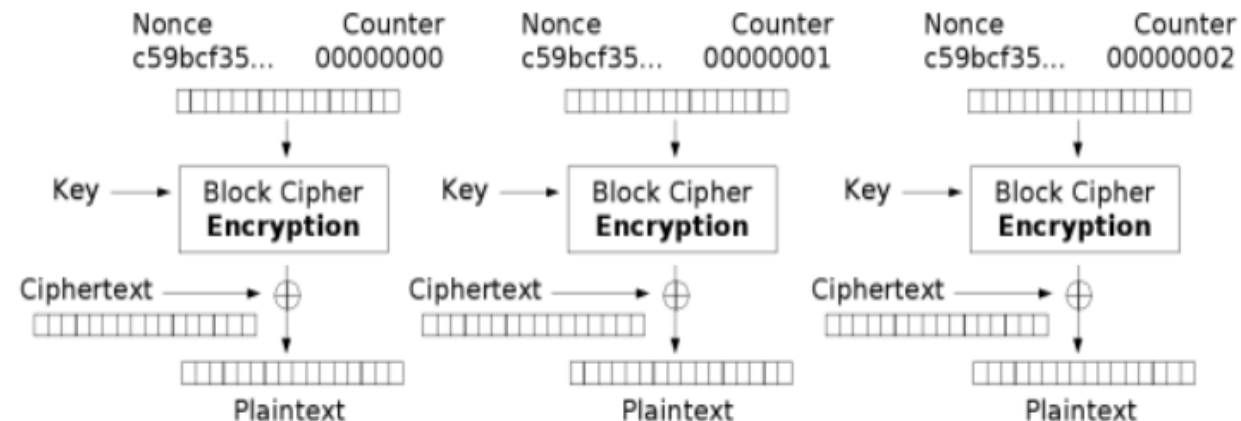 Nonce Counter Nonce Counter Nonce Counter
c59bcf35... 00000000 c59bcf35... 00000001 c59bcf35... 00000002
Key Block Cipher Key Block Cipher Key Block Cipher
Encryption Encryption Encryption
Ciphertext Ciphertext Ciphertext
Plaintext Plaintext Plaintext